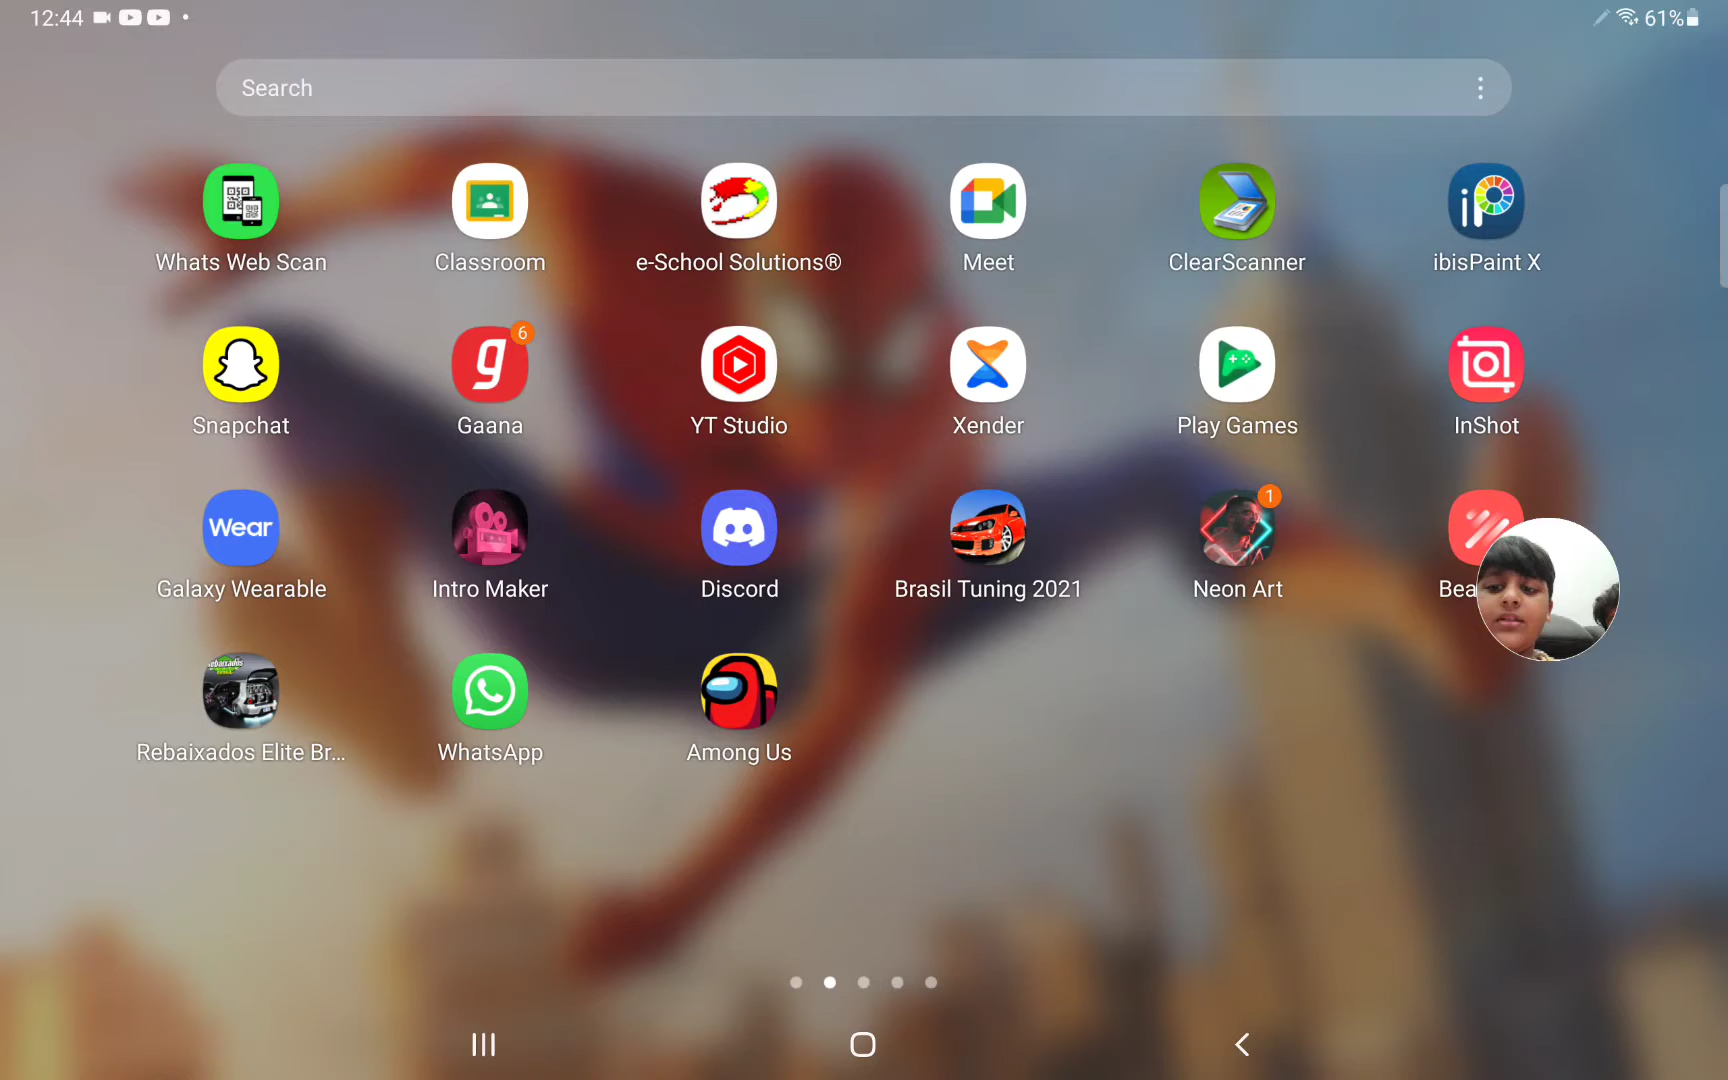 12:44
61%
Search
Whats Web Scan
Classroom
e-School Solutions®
Meet
ClearScanner
ibisPaint X
6
Snapchat
Gaana
YT Studio
Xender
Play Games
InShot
Wear
1
Galaxy Wearable
Intro Maker
Discord
Brasil Tuning 2021
Neon Art
Bea
Rebaixados Elite Br...
WhatsApp
Among Us